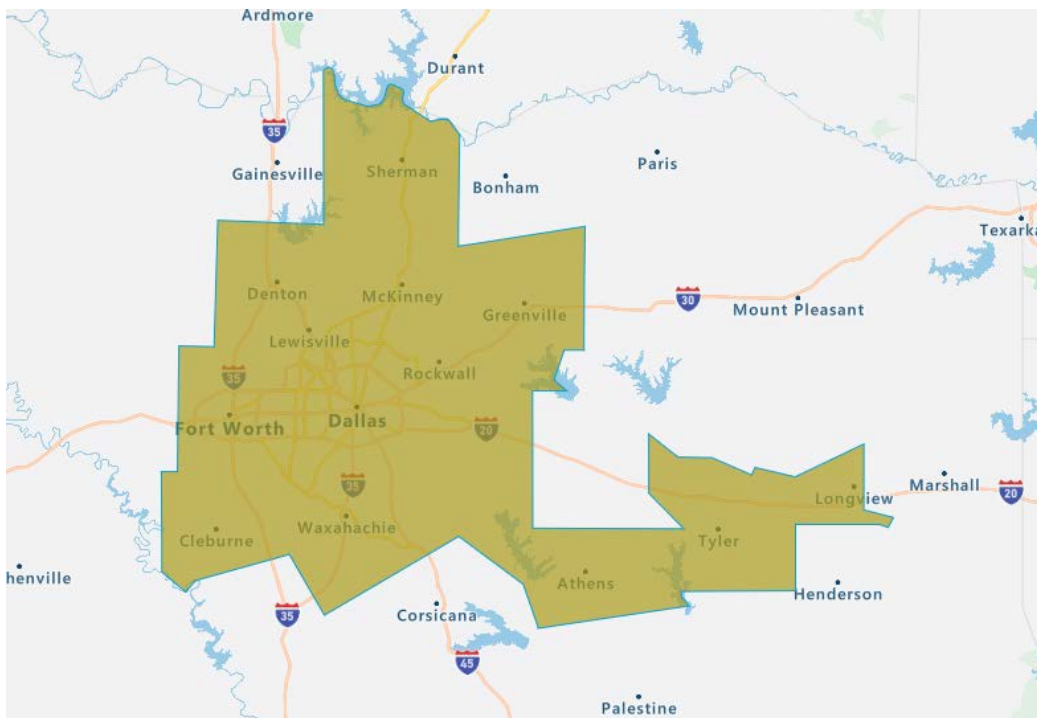 Ardmore
Durant
35
Gainesville
Sherman
Paris
Bonham
Texarka
Denton
McKinney
30
Mount Pleasant
Greenville
Lewisville
Rockwall
35
Fort Worth
Dallas
20
Marshall
35
Longview
20
Waxahachie
Cleburne
Tyler
henville
Athens
Henderson
35
Corsicana
45
Palestine